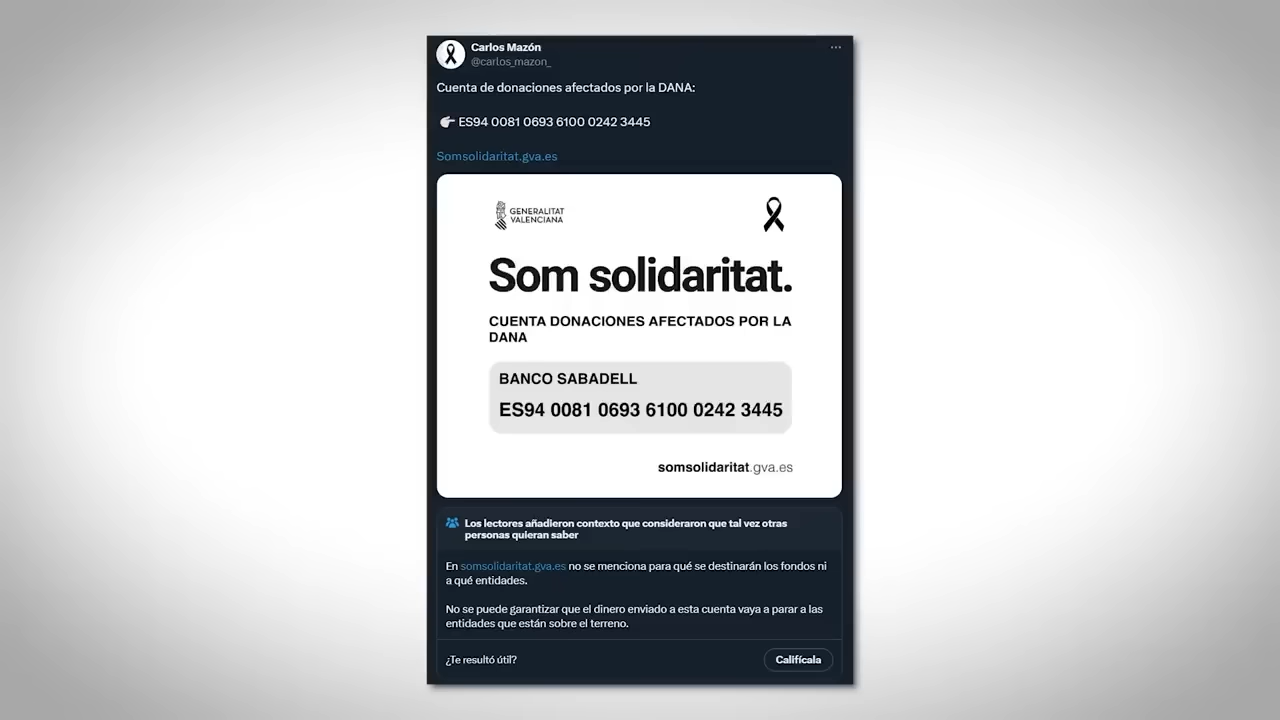 Carlos Mazón
@carlos_mazon_
Cuenta de donaciones afectados por la DANA:
ES94 0081 0693 6100 0242 3445
Somsolidaritat.gva.es
GENERALITAT
VALENCIANA
Som solidaritat.
CUENTA DONACIONES AFECTADOS POR LA
DANA
BANCO SABADELL
ES94 0081 0693 6100 0242 3445
somsolidaritat.gva.es
Los lectores añadieron contexto que consideraron que tal vez otras
personas quieran saber
En somsolidaritat.gva.es no se menciona para qué se destinarán los fondos ni
a qué entidades.
No se puede garantizar que el dinero enviado a esta cuenta vaya a parar a las
entidades que están sobre el terreno.
¿Te resultó útil?
Califícala